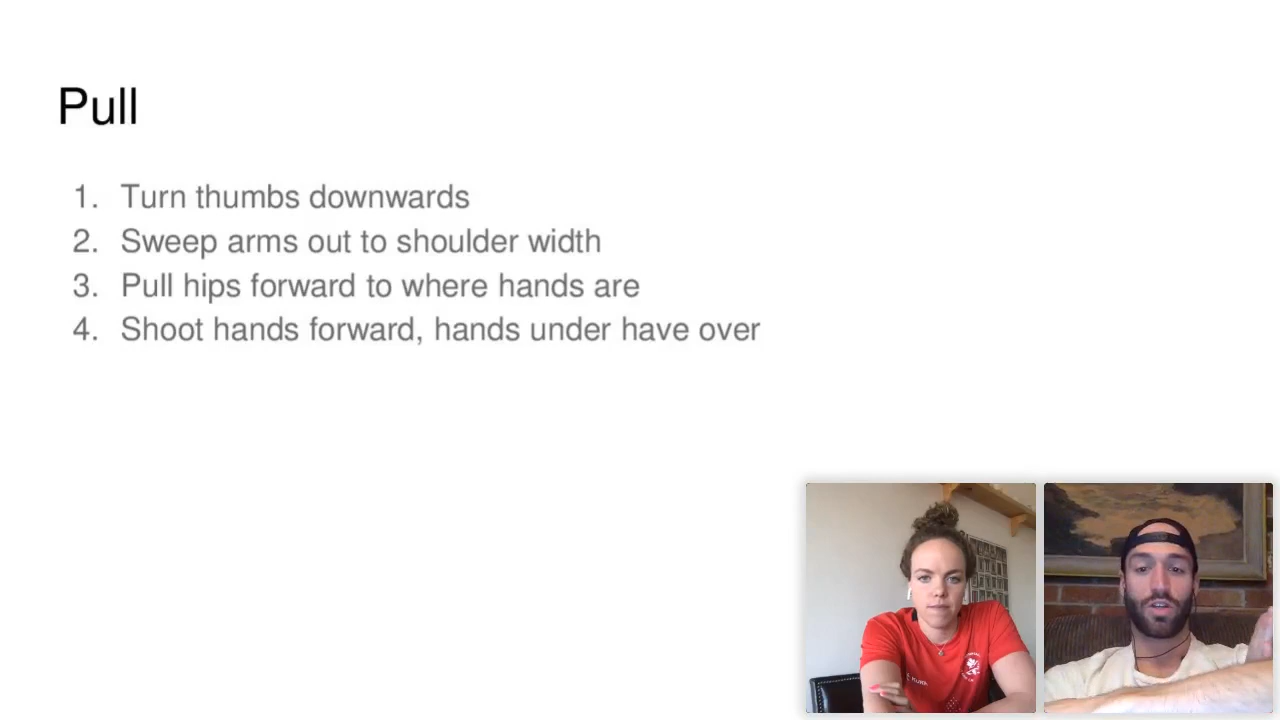 Pull
1. Turn thumbs downwards
2. Sweep arms out to shoulder width
3. Pull hips forward to where hands are
4. Shoot hands forward, hands under have over